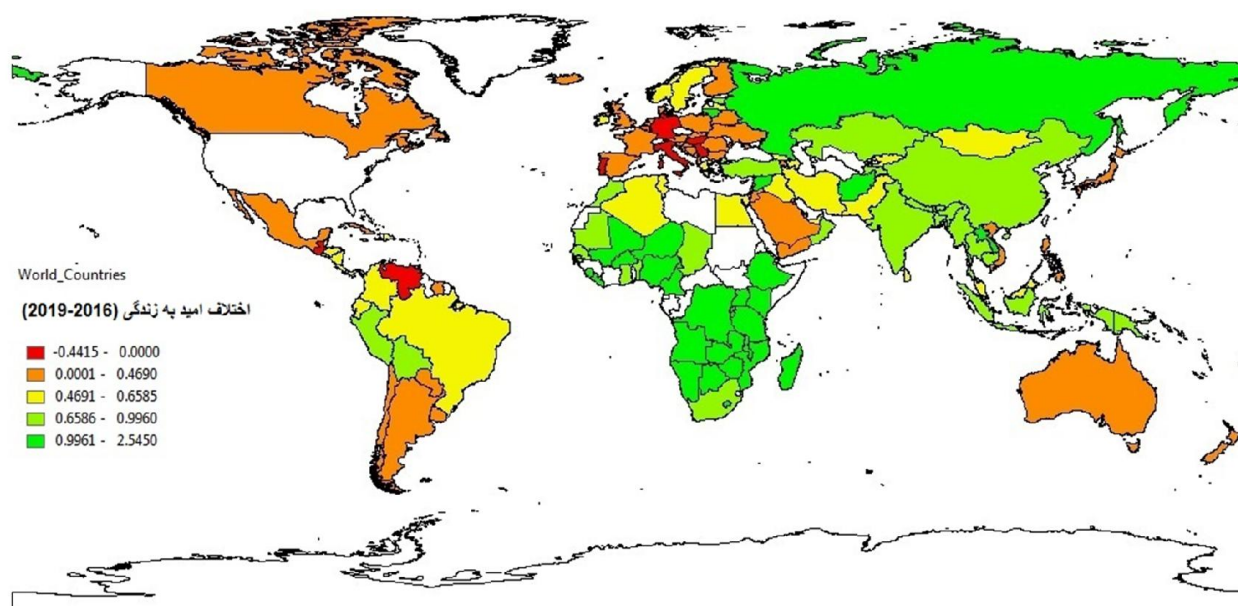 World_Countries
اختلاف امید به زندگی (2016-2019)
-0.4415 - 0.0000
0.0001 - 0.4690
0.4691 - 0.6585
0.6586 - 0.9960
0.9961 - 2.5450